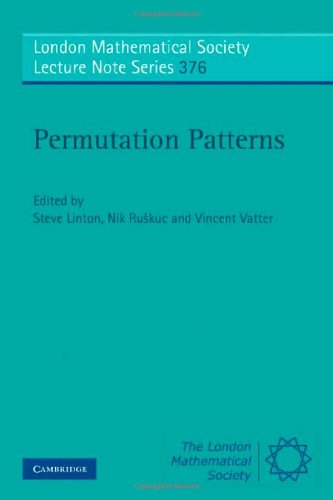 London Mathematical Society
Lecture Note Series 376
Permutation Patterns
Edited by
Steve Linton, Nik Ruškuc and Vincent Vatter
CAMBRIDGE
The London
Mathematical
Society